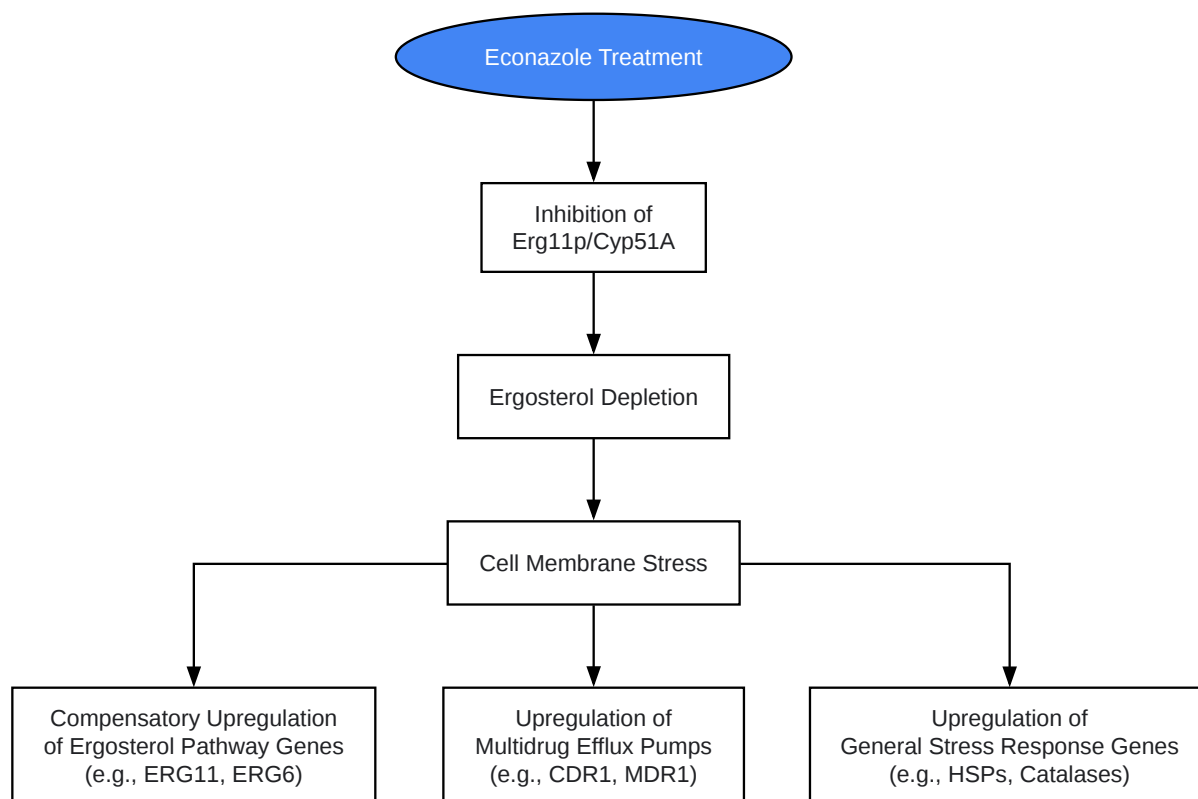 Econazole Treatment
Inhibition of
Erg11p/Cyp51A
Ergosterol Depletion
Cell Membrane Stress
Compensatory Upregulation
of Ergosterol Pathway Genes
(e.g., ERG11, ERG6)
Upregulation of
Multidrug Efflux Pumps
(e.g., CDR1, MDR1)
Upregulation of
General Stress Response Genes
(e.g., HSPs, Catalases)